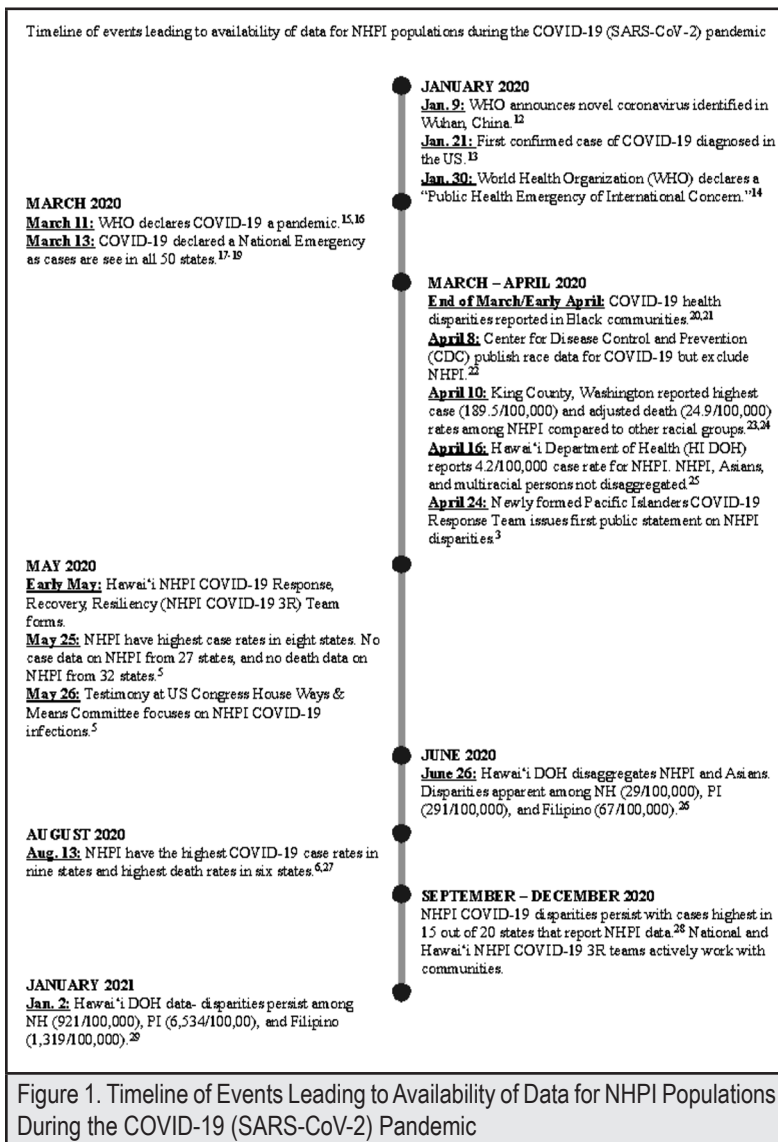 Timeline of events leading to availability of data for NHPI populations during the COVID-19 (SARS-CoV-2) pandemic
JANUARY 2020
Jan. 9: WHO announces novel coronavirus identified in
Wuhan, China.12
Jan. 21: First confirmed case of COVID-19 diagnosed in
the US.13
Jan. 30: World Health Organization (WHO) declares a
“Public Health Emergency of International Concern.”14
MARCH 2020
March 11: WHO declares COVID-19 a pandemic.15,16
March 13: COVID-19 declared a National Emergency
as cases are see in all 50 states.17-19
MARCH – APRIL 2020
End of March/Early April: COVID-19 health
disparities reported in Black communities.20,21
April 8: Center for Disease Control and Prevention
(CDC) publish race data for COVID-19 but exclude
NHPI.22
April 10: King County, Washington reported highest
case (189.5/100,000) and adjusted death (24.9/100,000)
rates among NHPI compared to other racial groups.23,24
April 16: Hawai‘i Department of Health (HI DOH)
reports 4.2/100,000 case rate for NHPI. NHPI, Asians,
and multiracial persons not disaggregated.25
April 24: Newly formed Pacific Islanders COVID-19
Response Team issues first public statement on NHPI
disparities.3
MAY 2020
Early May: Hawai‘i NHPI COVID-19 Response,
Recovery, Resiliency (NHPI COVID-19 3R) Team
forms.
May 25: NHPI have highest case rates in eight states. No
case data on NHPI from 27 states, and no death data on
NHPI from 32 states.5
May 26: Testimony at US Congress House Ways &
Means Committee focuses on NHPI COVID-19
infections.5
JUNE 2020
June 26: Hawai‘i DOH disaggregates NHPI and Asians.
Disparities apparent among NH (29/100,000), PI
(291/100,000), and Filipino (67/100,000).26
AUGUST 2020
Aug. 13: NHPI have the highest COVID-19 case rates in
nine states and highest death rates in six states.6,27
SEPTEMBER – DECEMBER 2020
NHPI COVID-19 disparities persist with cases highest in
15 out of 20 states that report NHPI data.28 National and
Hawai‘i NHPI COVID-19 3R teams actively work with
communities.
JANUARY 2021
Jan. 2: Hawai‘i DOH data- disparities persist among
NH (921/100,000), PI (6,534/100,00), and Filipino
(1,319/100,000).29
Figure 1. Timeline of Events Leading to Availability of Data for NHPI Populations
During the COVID-19 (SARS-CoV-2) Pandemic